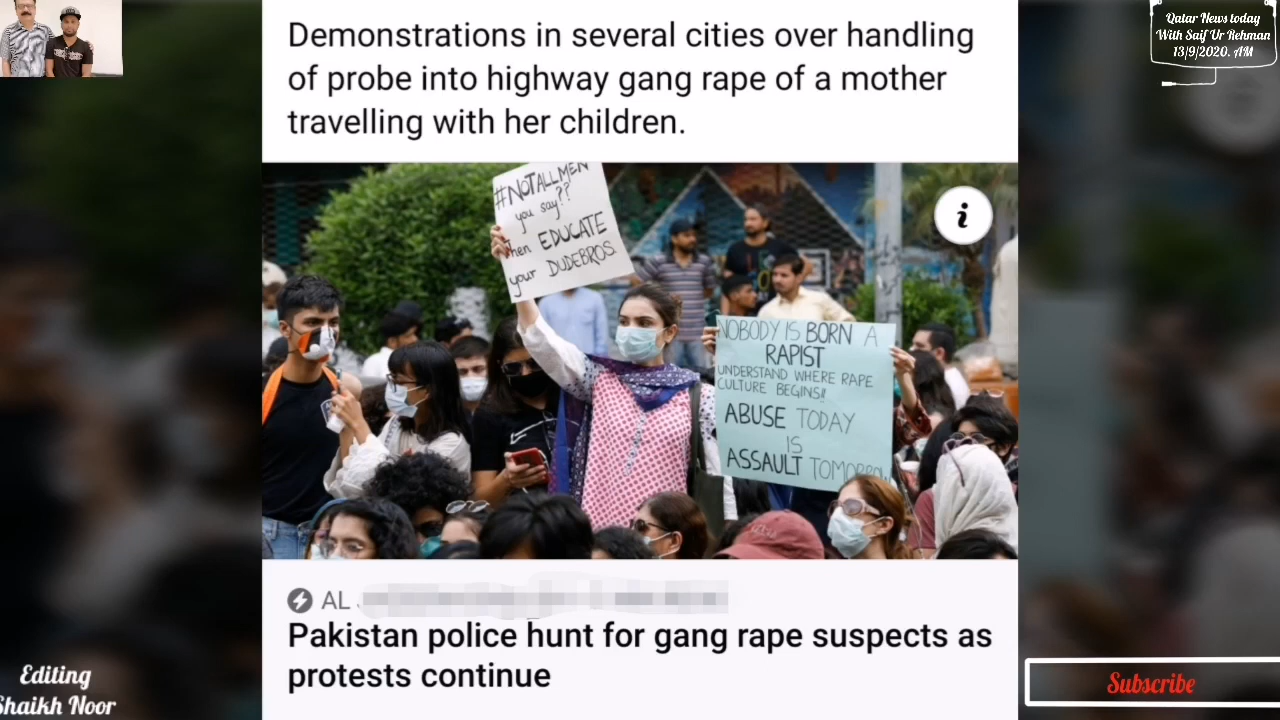 Qatar News today
With Saif Ur Rehman
13/9/2020. AM
Demonstrations in several cities over handling
of probe into highway gang rape of a mother
travelling with her children.
#NOTALLMEN
you say??
then EDUCATE
your DUDEBROS.
i
NOBODY IS BORN A
RAPIST
UNDERSTAND WHERE RAPE
CULTURE BEGINS!!
ABUSE TODAY
IS
ASSAULT TOMORROW
AL
Pakistan police hunt for gang rape suspects as
protests continue
Editing
Shaikh Noor
Subscribe